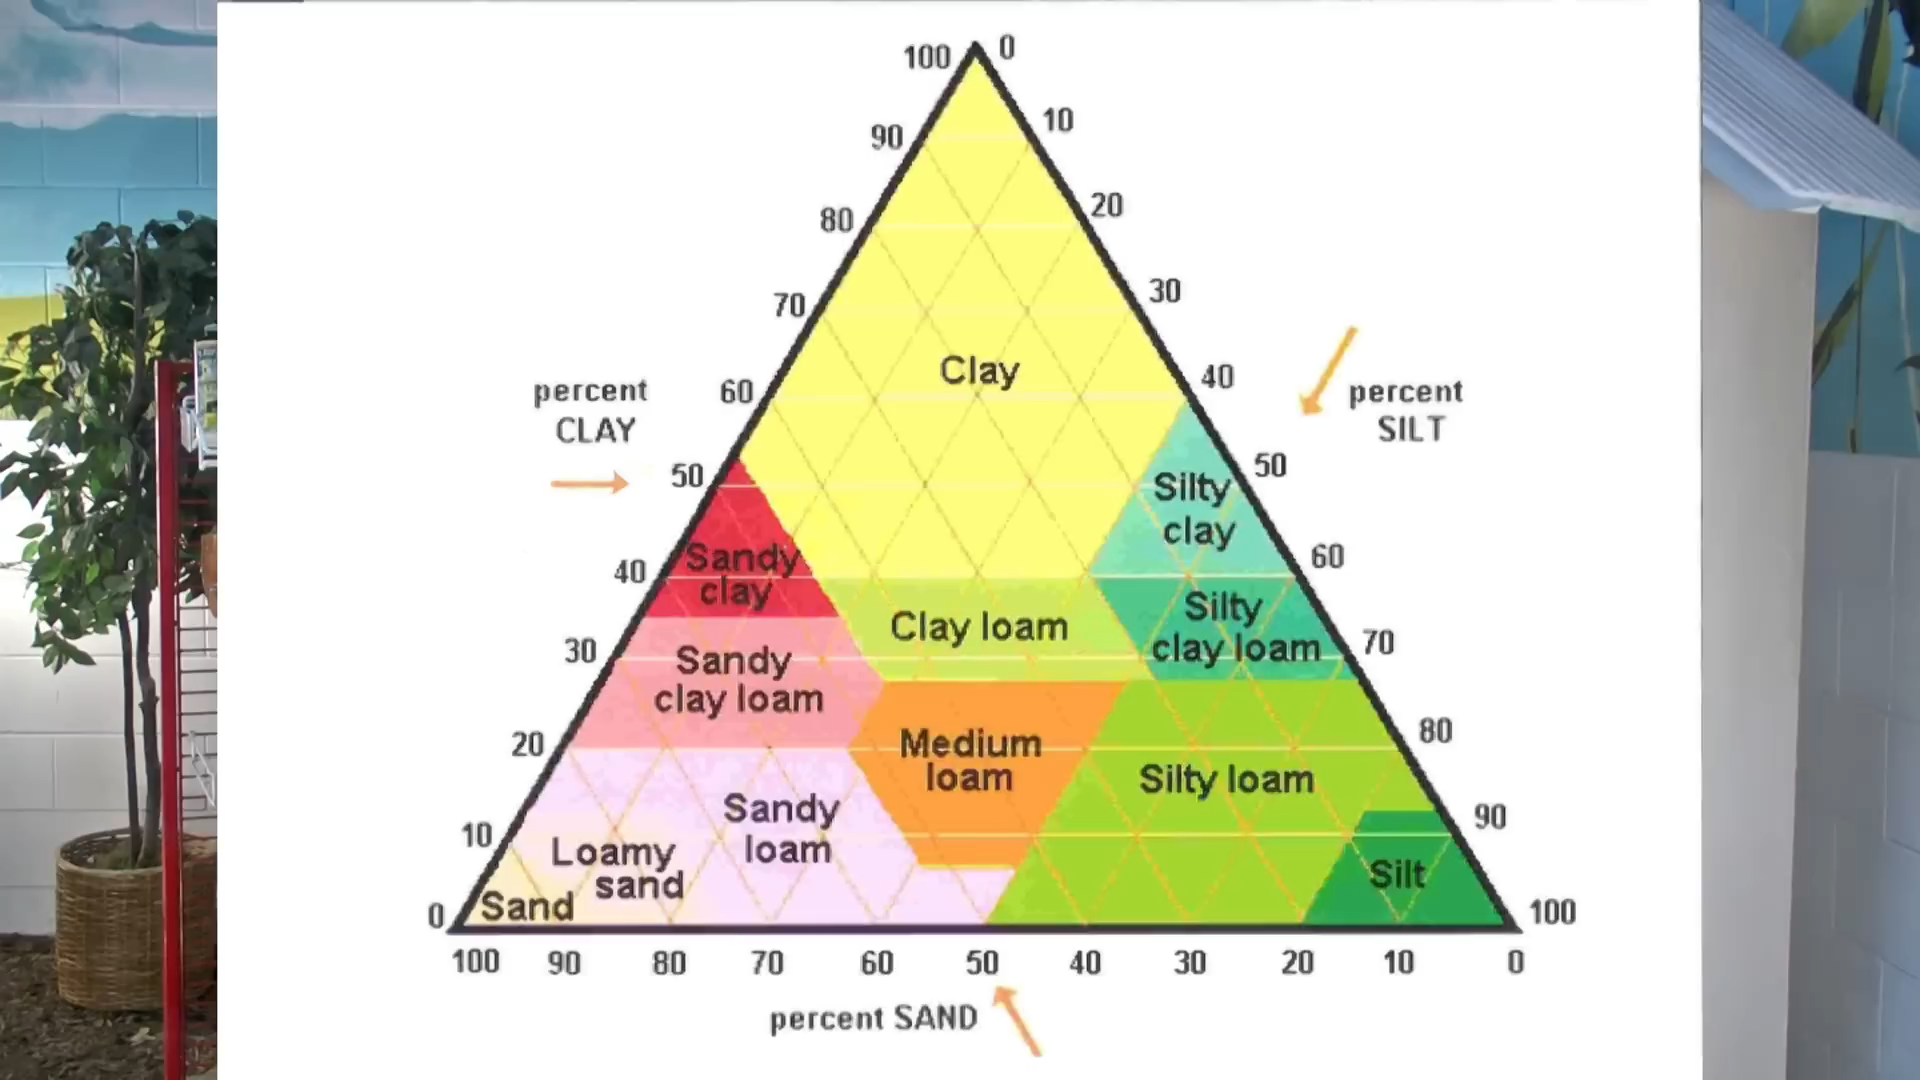 100
0
90
10
80
20
70
30
Clay
60
40
percent
CLAY
percent
SILT
50
50
Silty
clay
40
Sandy
clay
60
Clay loam
Silty
clay loam
30
Sandy
clay loam
70
20
Medium
loam
Silty loam
80
10
Sandy
loam
90
Loamy
sand
Silt
0
Sand
100
100 90 80 70 60 50 40 30 20 10 0
percent SAND